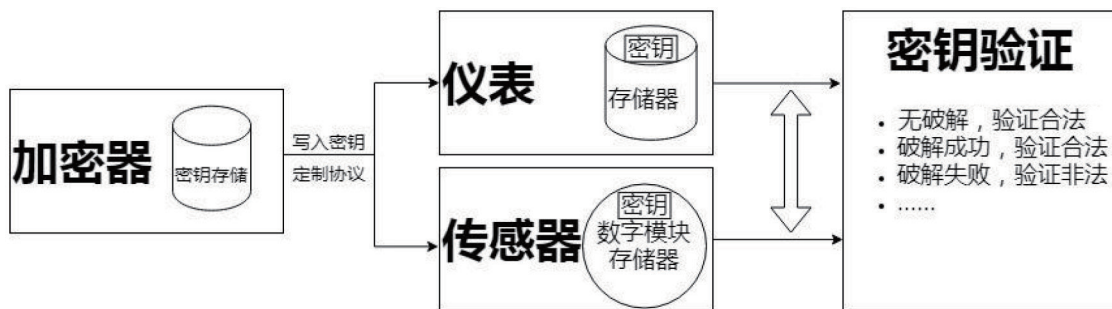 加密器
密钥存储
写入密钥
定制协议
仪表
密钥
存储器
传感器
密钥
数字模块
存储器
密钥验证
• 无破解，验证合法
• 破解成功，验证合法
• 破解失败，验证非法
• ......